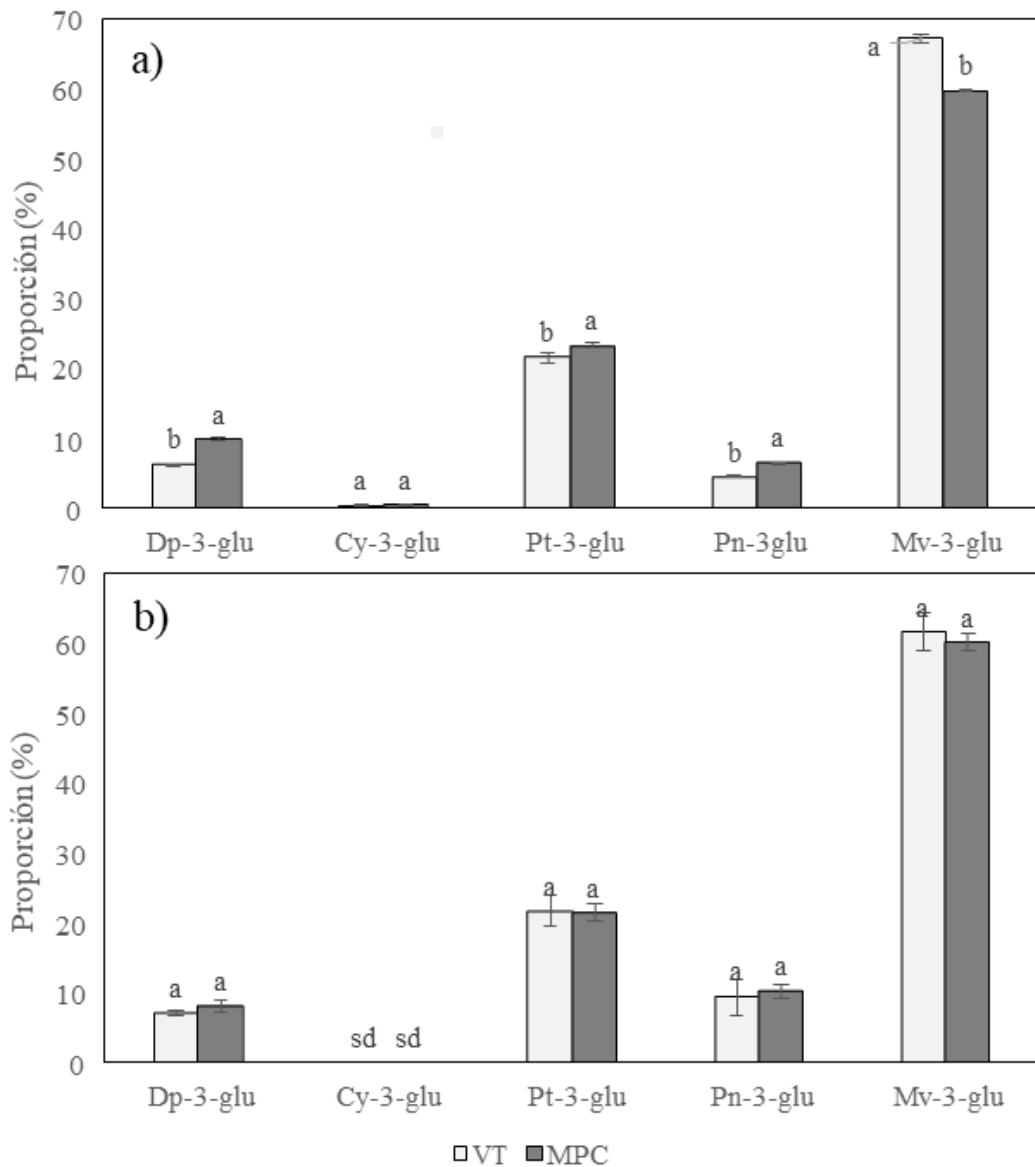 70
a)
a
b
60
50
40
30
b
a
20
b
a
b
a
10
a
a
0
Proporción (%)
Dp-3-glu Cy-3-glu Pt-3-glu Pn-3glu Mv-3-glu
70
b)
a
a
60
50
40
30
a
a
20
a
a
a
a
10
sd sd
0
Proporción (%)
Dp-3-glu Cy-3-glu Pt-3-glu Pn-3-glu Mv-3-glu
VT MPC